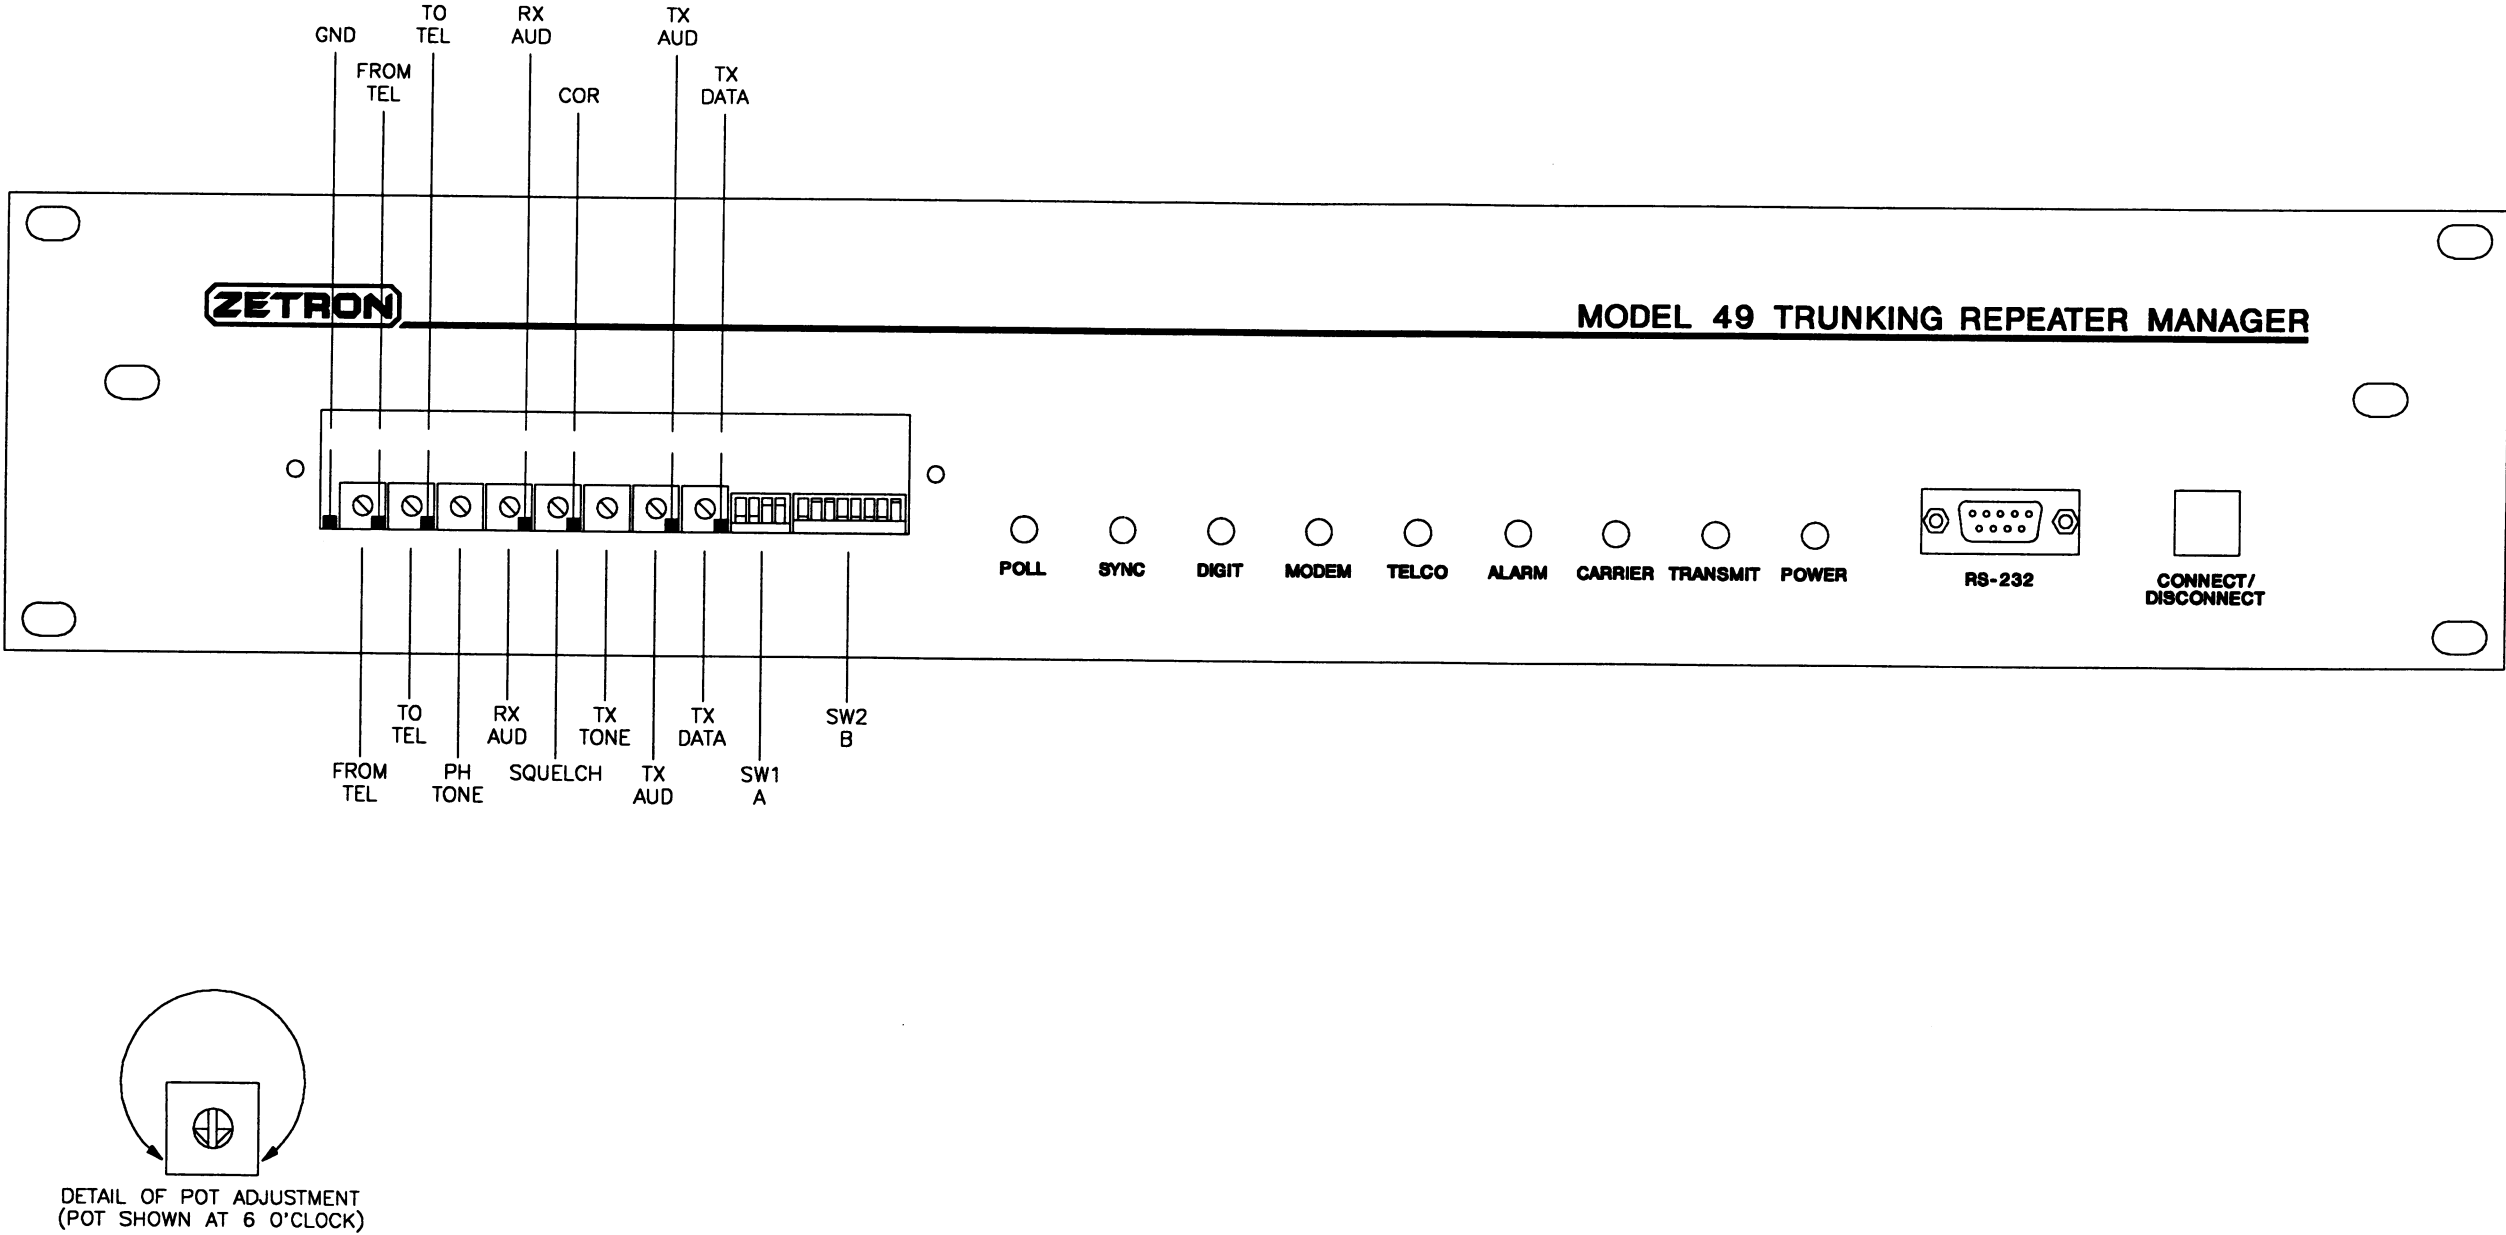 TO
TEL
RX
AUD
TX
AUD
GND
FROM
TEL
COR
TX
DATA
ZETRON
MODEL 49 TRUNKING REPEATER MANAGER
POLL
SYNC
DIGIT
MODEM
TELCO
ALARM
CARRIER
TRANSMIT
POWER
RS-232
CONNECT/
DISCONNECT
TO
TEL
RX
AUD
TX
TONE
TX
DATA
SW2
B
FROM
TEL
PH
TONE
SQUELCH
TX
AUD
SW1
A
DETAIL OF POT ADJUSTMENT
(POT SHOWN AT 6 O'CLOCK)